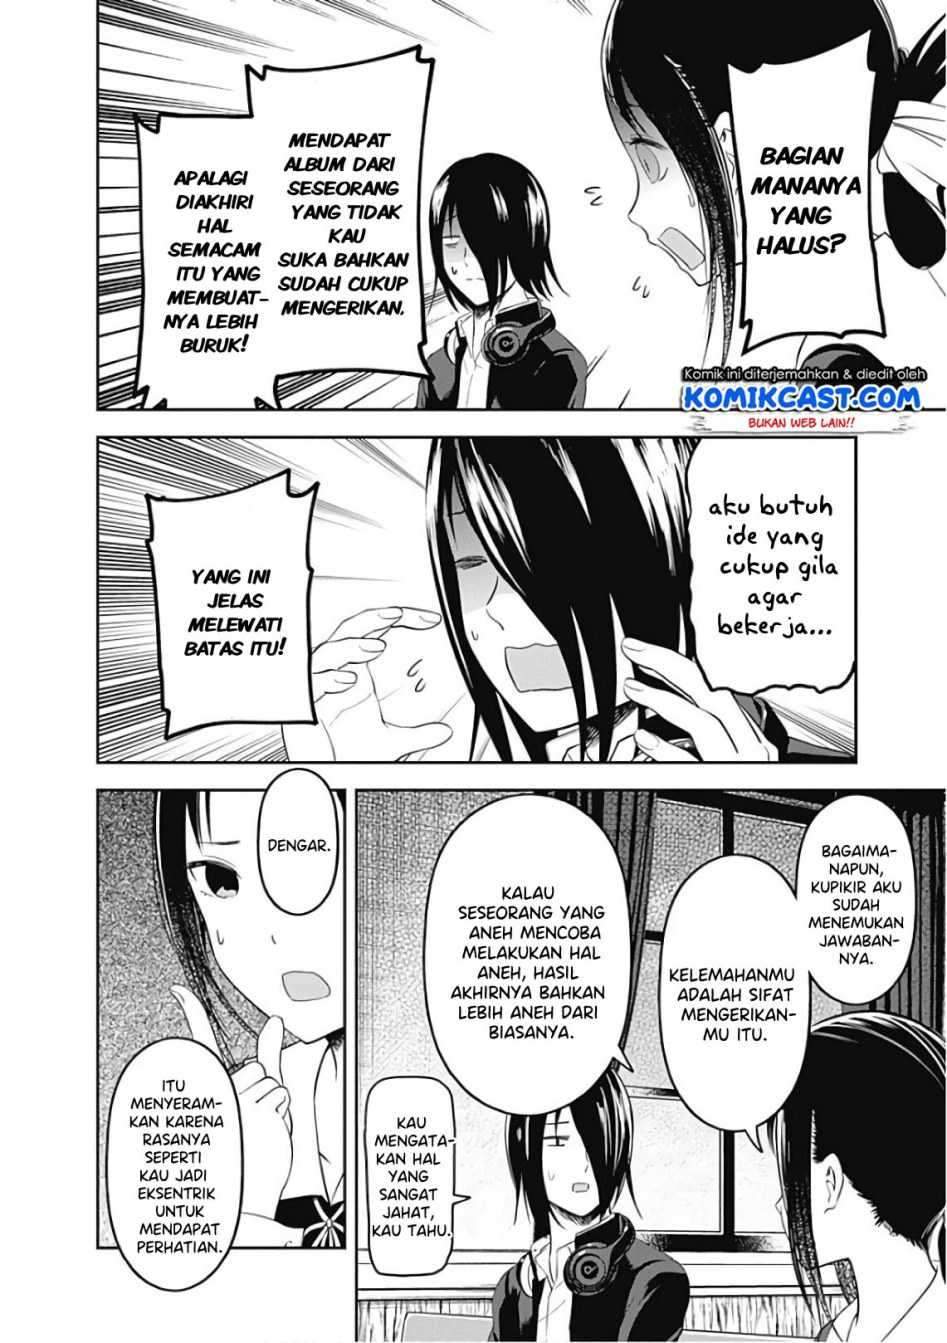 BAGIAN
MANANYA
YANG
HALUS?
MENDAPAT
ALBUM DARI
SESEORANG
YANG TIDAK
KAU
SUKA BAHKAN
SUDAH CUKUP
MENGERIKAN.
APALAGI
DIAKHIRI
HAL
SEMACAM
ITU YANG
MEMBUAT-
NYA LEBIH
BURUK!
Komik ini diterjemahkan & diedit oleh
KOMIKCAST.COM
BUKAN WEB LAIN!!
aku butuh
ide yang
cukup gila
agar
bekerja...
YANG INI
JELAS
MELEWATI
BATAS ITU!
BAGAIMA-
NAPUN,
KUPIKIR AKU
SUDAH
MENEMUKAN
JAWABAN-
NYA.
KELEMAHANMU
ADALAH SIFAT
MENGERIKAN-
MU ITU.
KALAU
SESEORANG YANG
ANEH MENCOBA
MELAKUKAN HAL
ANEH, HASIL
AKHIRNYA BAHKAN
LEBIH ANEH DARI
BIASANYA.
KAU
MENGATA-
KAN HAL
YANG
SANGAT
JAHAT,
KAU TAHU.
DENGAR.
ITU
MENYERAM-
KAN KARENA
RASANYA
SEPERTI
KAU JADI
EKSENTRIK
UNTUK
MENDAPAT
PERHATIAN.